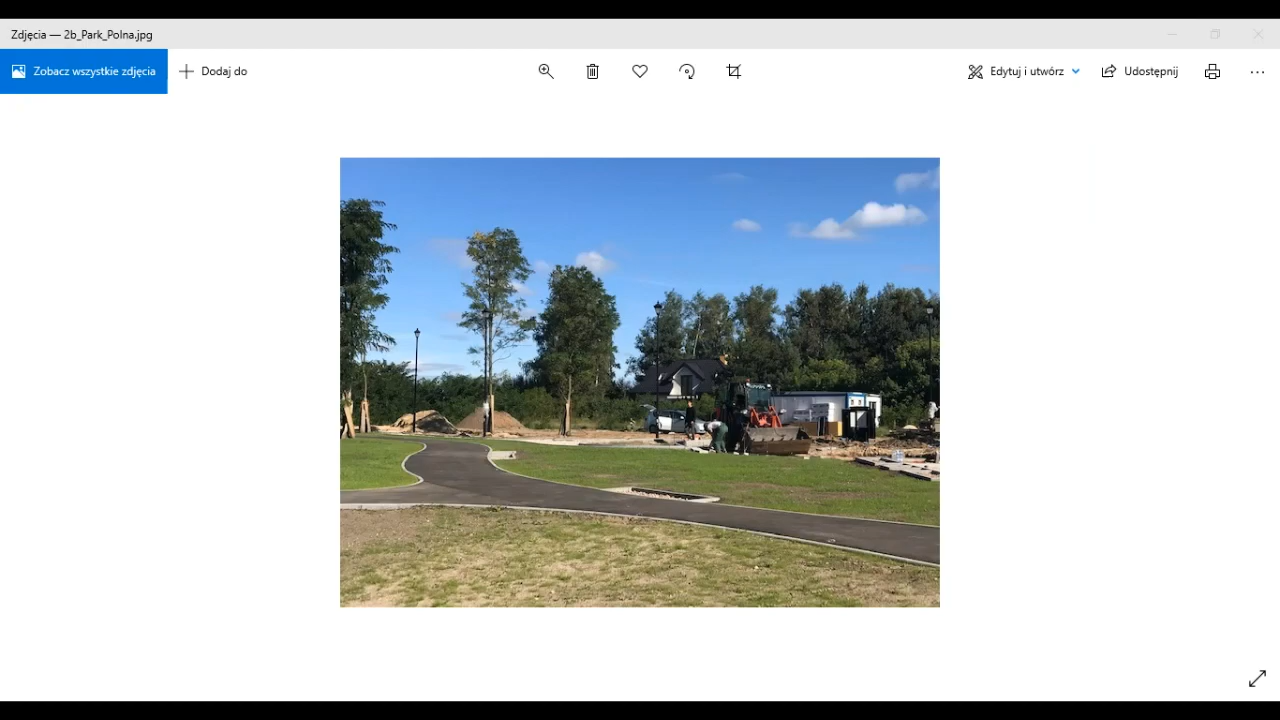 Zdjęcia — 2b_Park_Polna.jpg
Zobacz wszystkie zdjęcia
Dodaj do
Edytuj i utwórz
Udostępnij